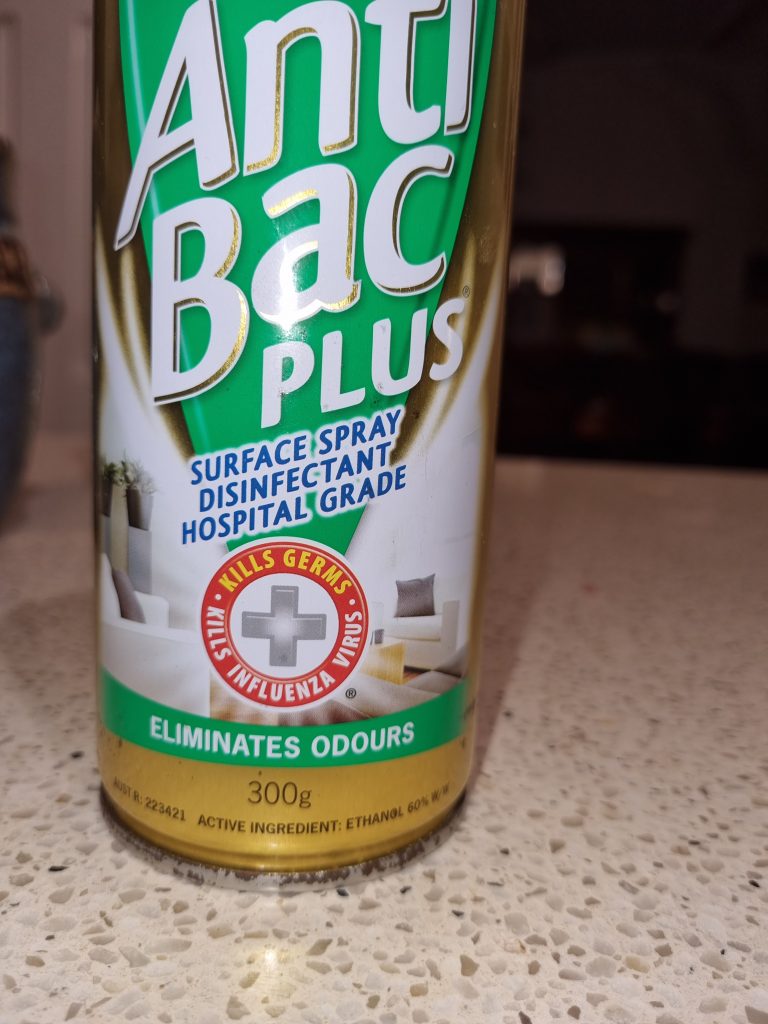 Anti
Bac
PLUS®
SURFACE SPRAY
DISINFECTANT
HOSPITAL GRADE
• KILLS GERMS •
KILLS INFLUENZA VIRUS
®
ELIMINATES ODOURS
300g
AUST R: 223421 ACTIVE INGREDIENT: ETHANOL 60% W/W